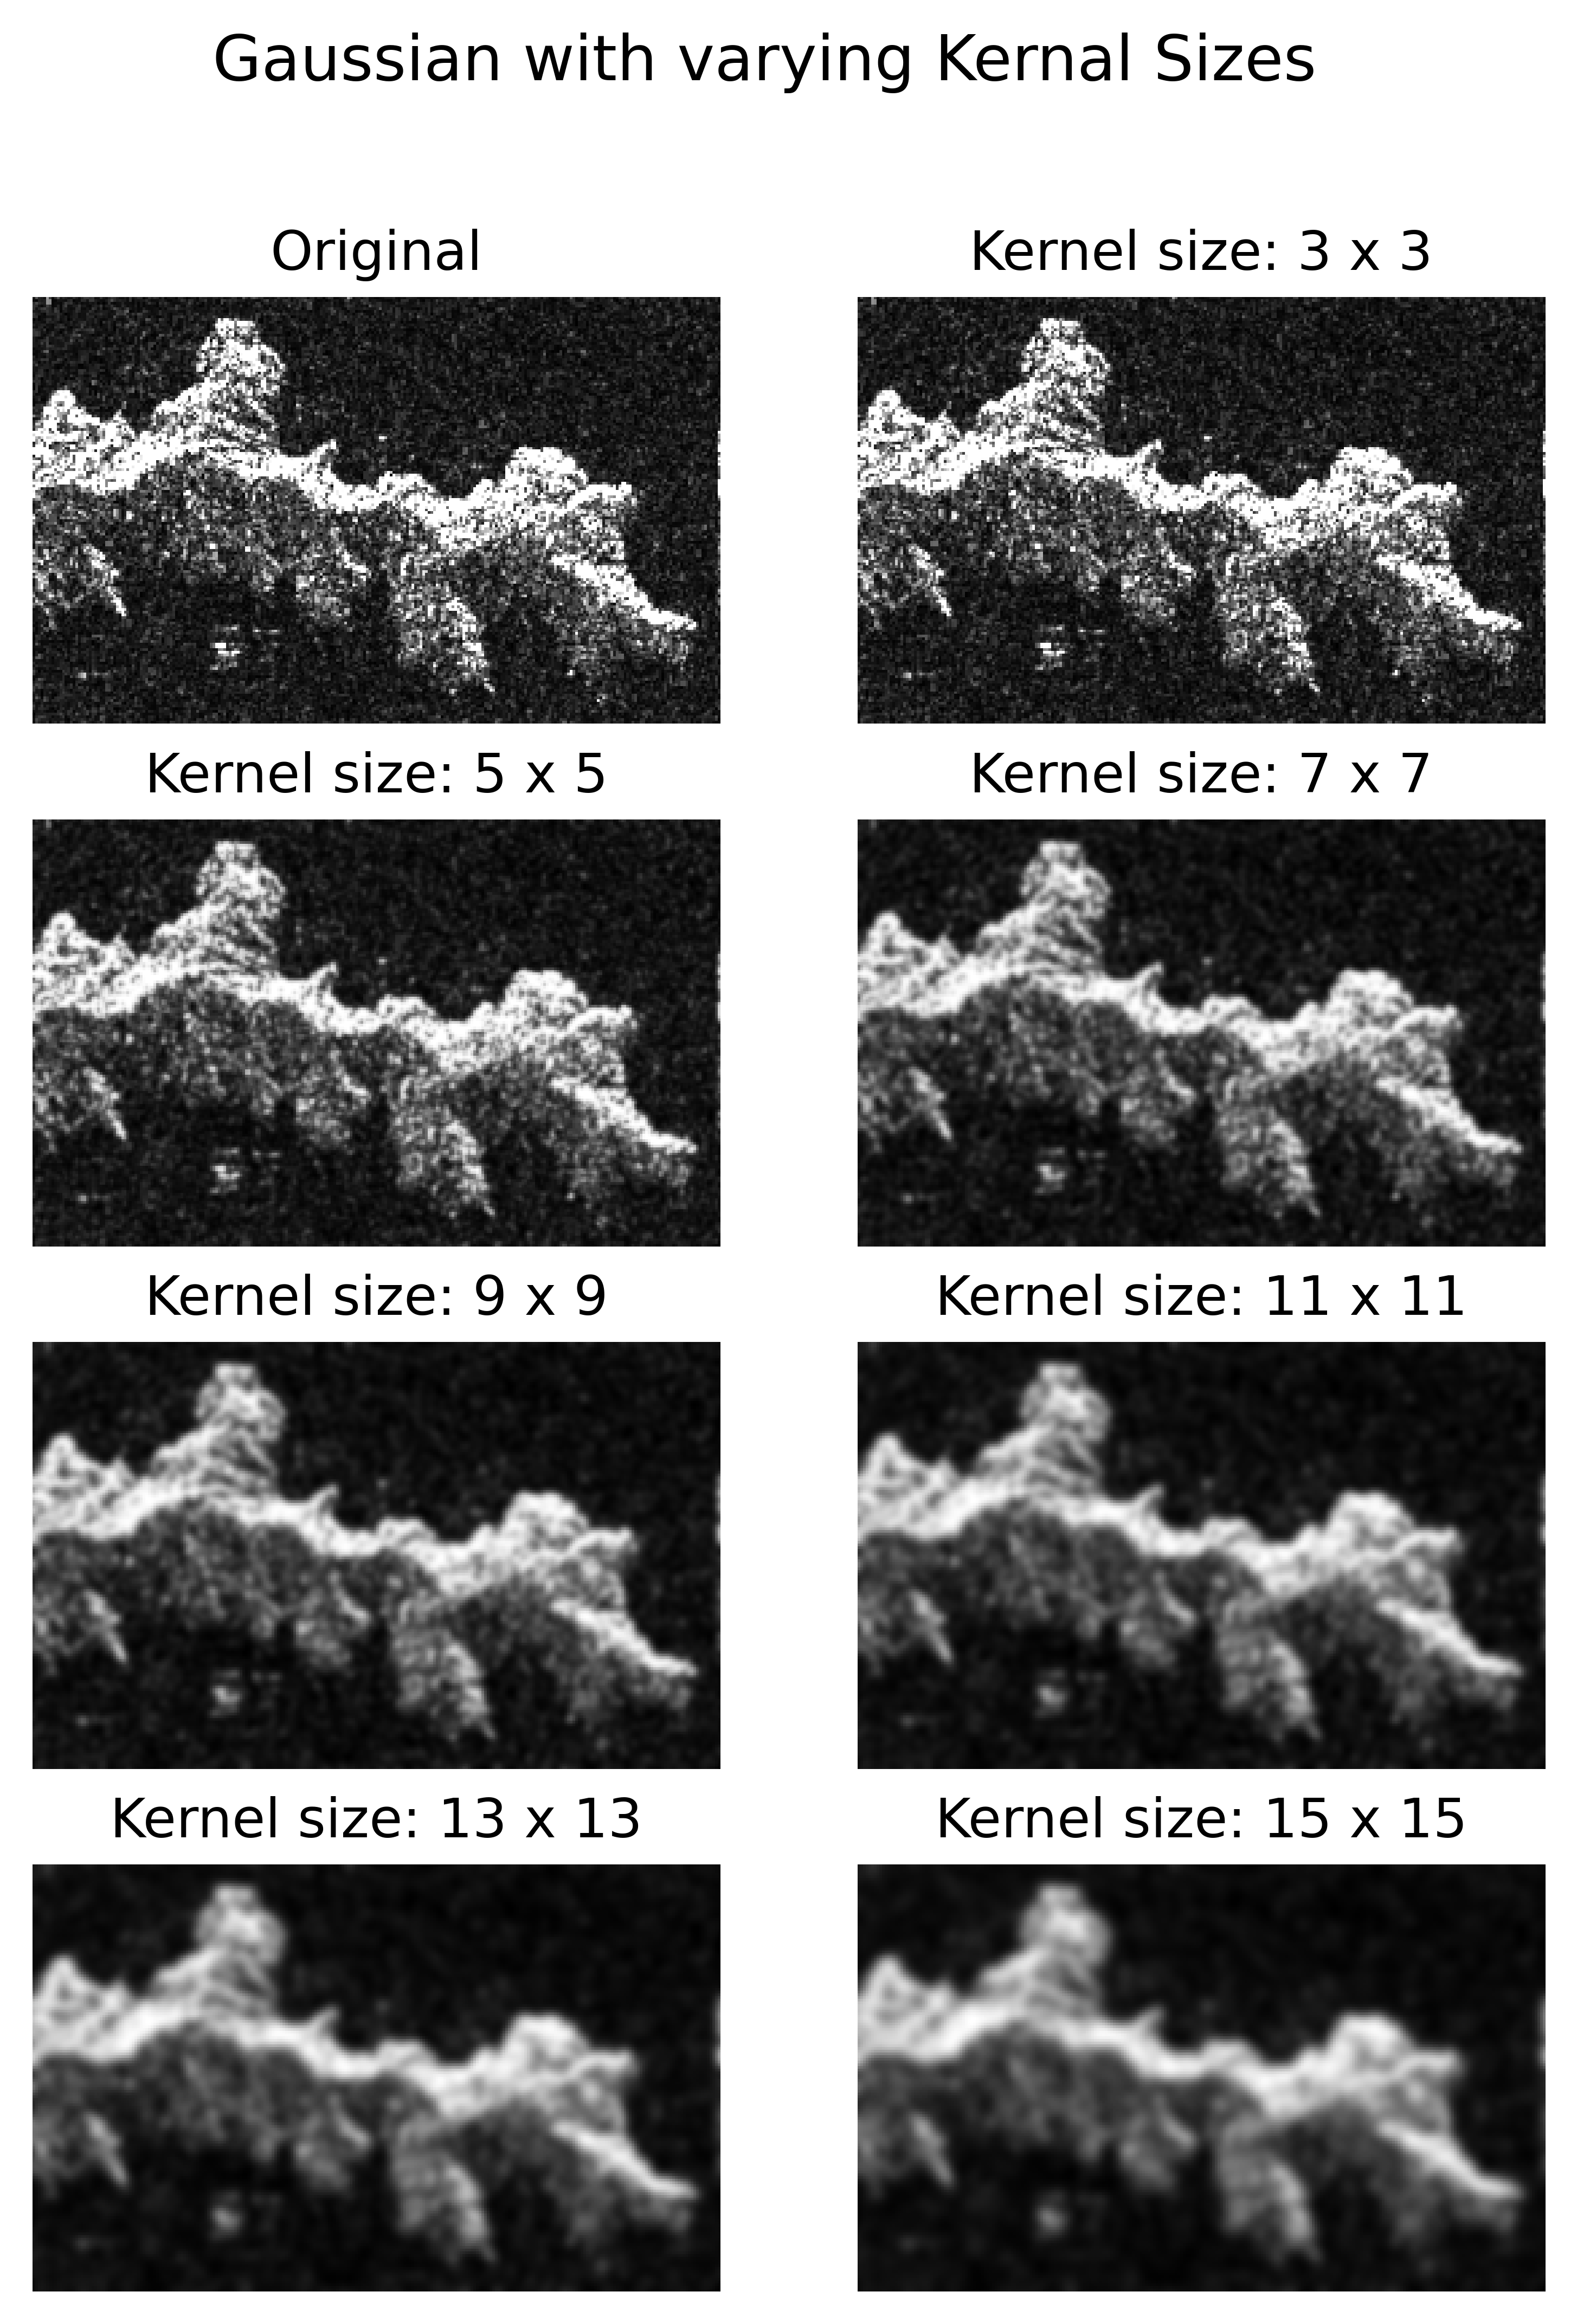 Gaussian with varying Kernal Sizes
Original
Kernel size: 3 x 3
Kernel size: 5 x 5
Kernel size: 7 x 7
Kernel size: 9 x 9
Kernel size: 11 x 11
Kernel size: 13 x 13
Kernel size: 15 x 15